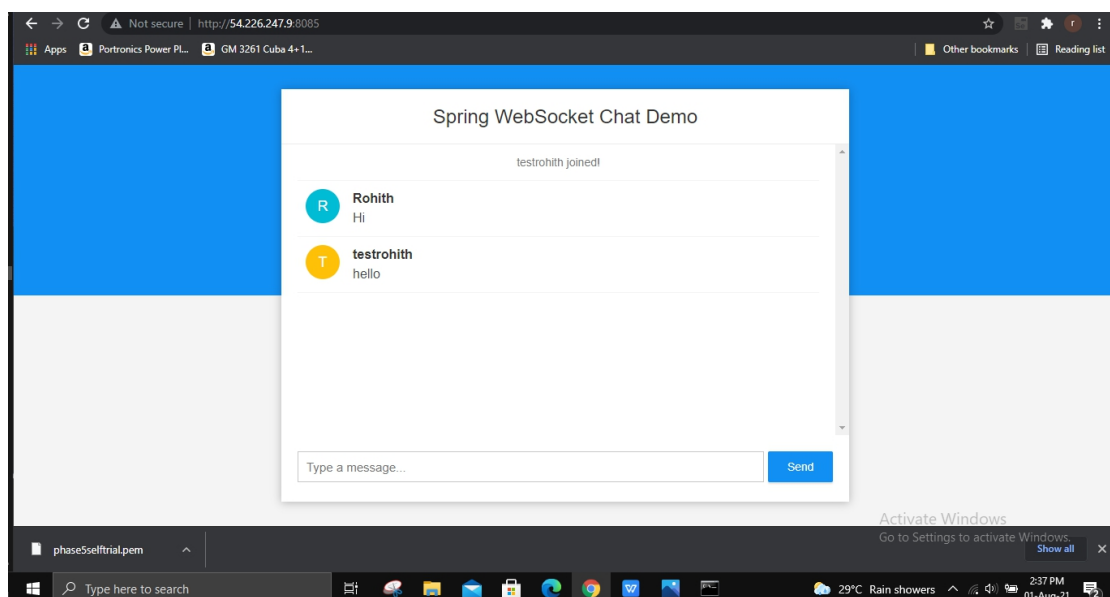 Not secure | http://54.226.247.9:8085
r
Apps
a
Portronics Power Pl...
a
GM 3261 Cuba 4+1...
Other bookmarks
Reading list
Spring WebSocket Chat Demo
testrohith joined!
R
Rohith
Hi
T
testrohith
hello
Type a message...
Send
Activate Windows
Go to Settings to activate Windows.
phase5selftrial.pem
Show all
Type here to search
W
29°C Rain showers
2:37 PM
01-Aug-21
2